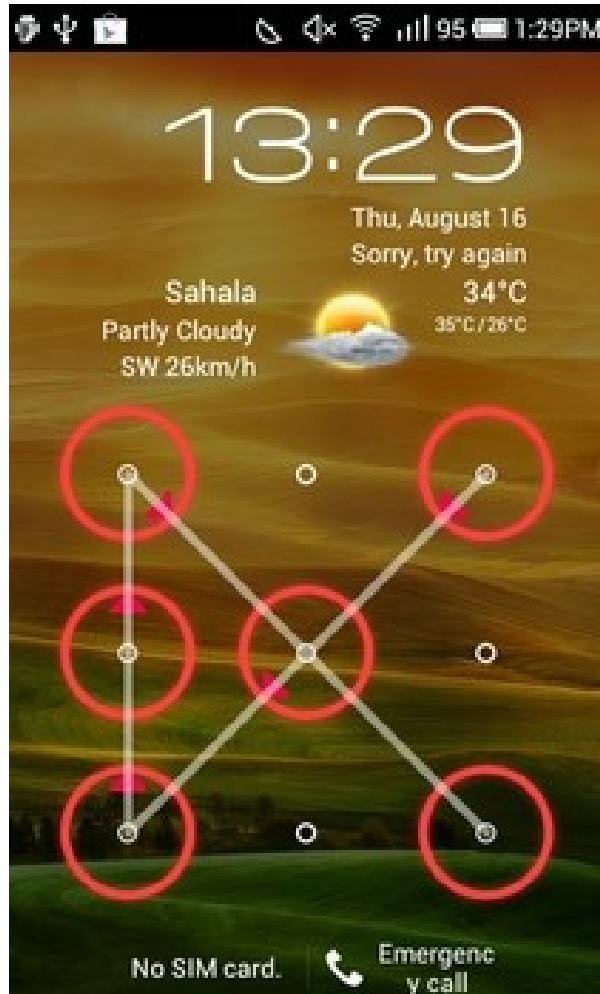 95 1:29PM
13:29
Thu, August 16
Sorry, try again
Sahala 34°C
Partly Cloudy 35°C / 26°C
SW 26km/h
No SIM card. Emergenc
y call